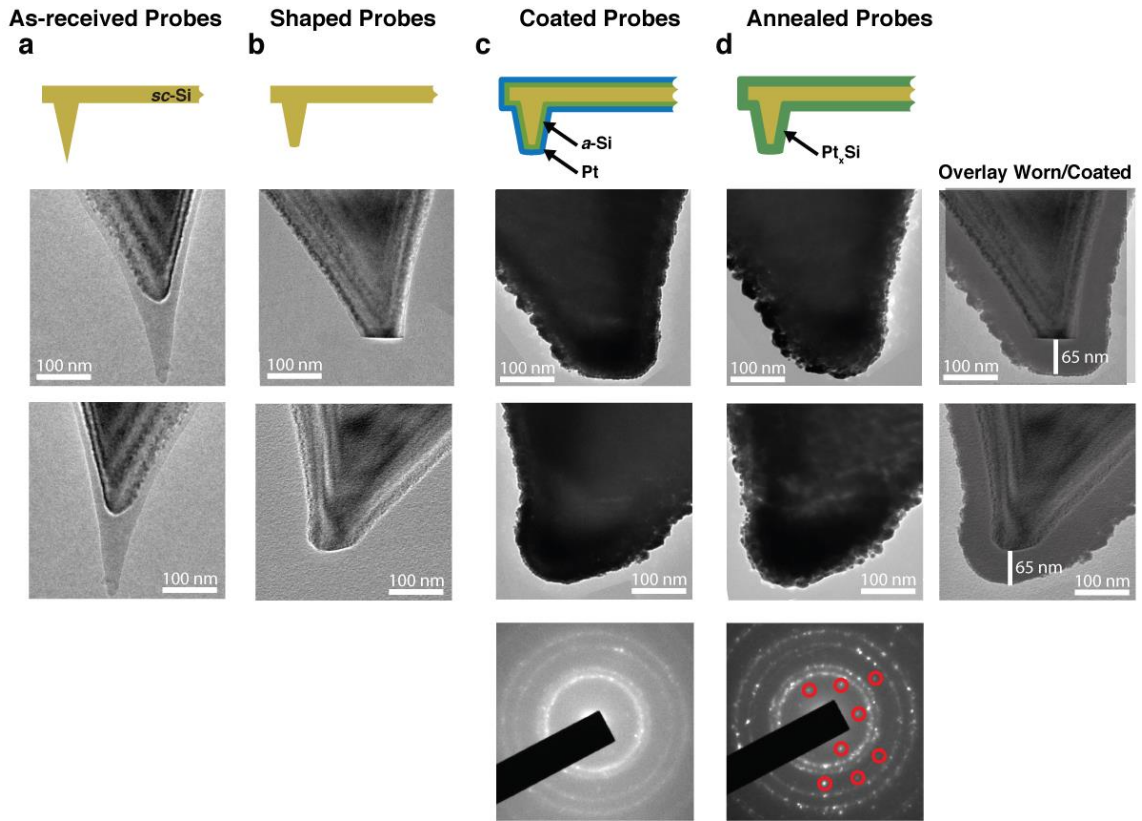 As-received Probes
Shaped Probes
Coated Probes
Annealed Probes
a
b
c
d
sc-Si
a-Si
Pt
PtxSi
Overlay Worn/Coated
100 nm
100 nm
100 nm
100 nm
100 nm
65 nm
100 nm
100 nm
100 nm
100 nm
100 nm
65 nm